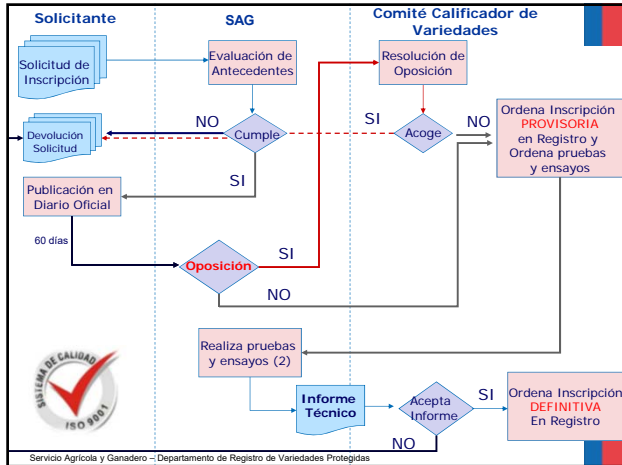 Solicitante
SAG
Comité Calificador de
Variedades
Solicitud de
Inscripción
Evaluación de
Antecedentes
Resolución de
Oposición
Devolución
Solicitud
NO
Cumple
SI
Acoge
NO
Ordena Inscripción
PROVISORIA
en Registro y
Ordena pruebas
y ensayos
SI
Publicación en
Diario Oficial
60 días
Oposición
SI
NO
Realiza pruebas
y ensayos (2)
Informe
Técnico
Acepta
Informe
SI
Ordena Inscripción
DEFINITIVA
En Registro
NO
SISTEMA DE CALIDAD
ISO 9001
Servicio Agrícola y Ganadero – Departamento de Registro de Variedades Protegidas